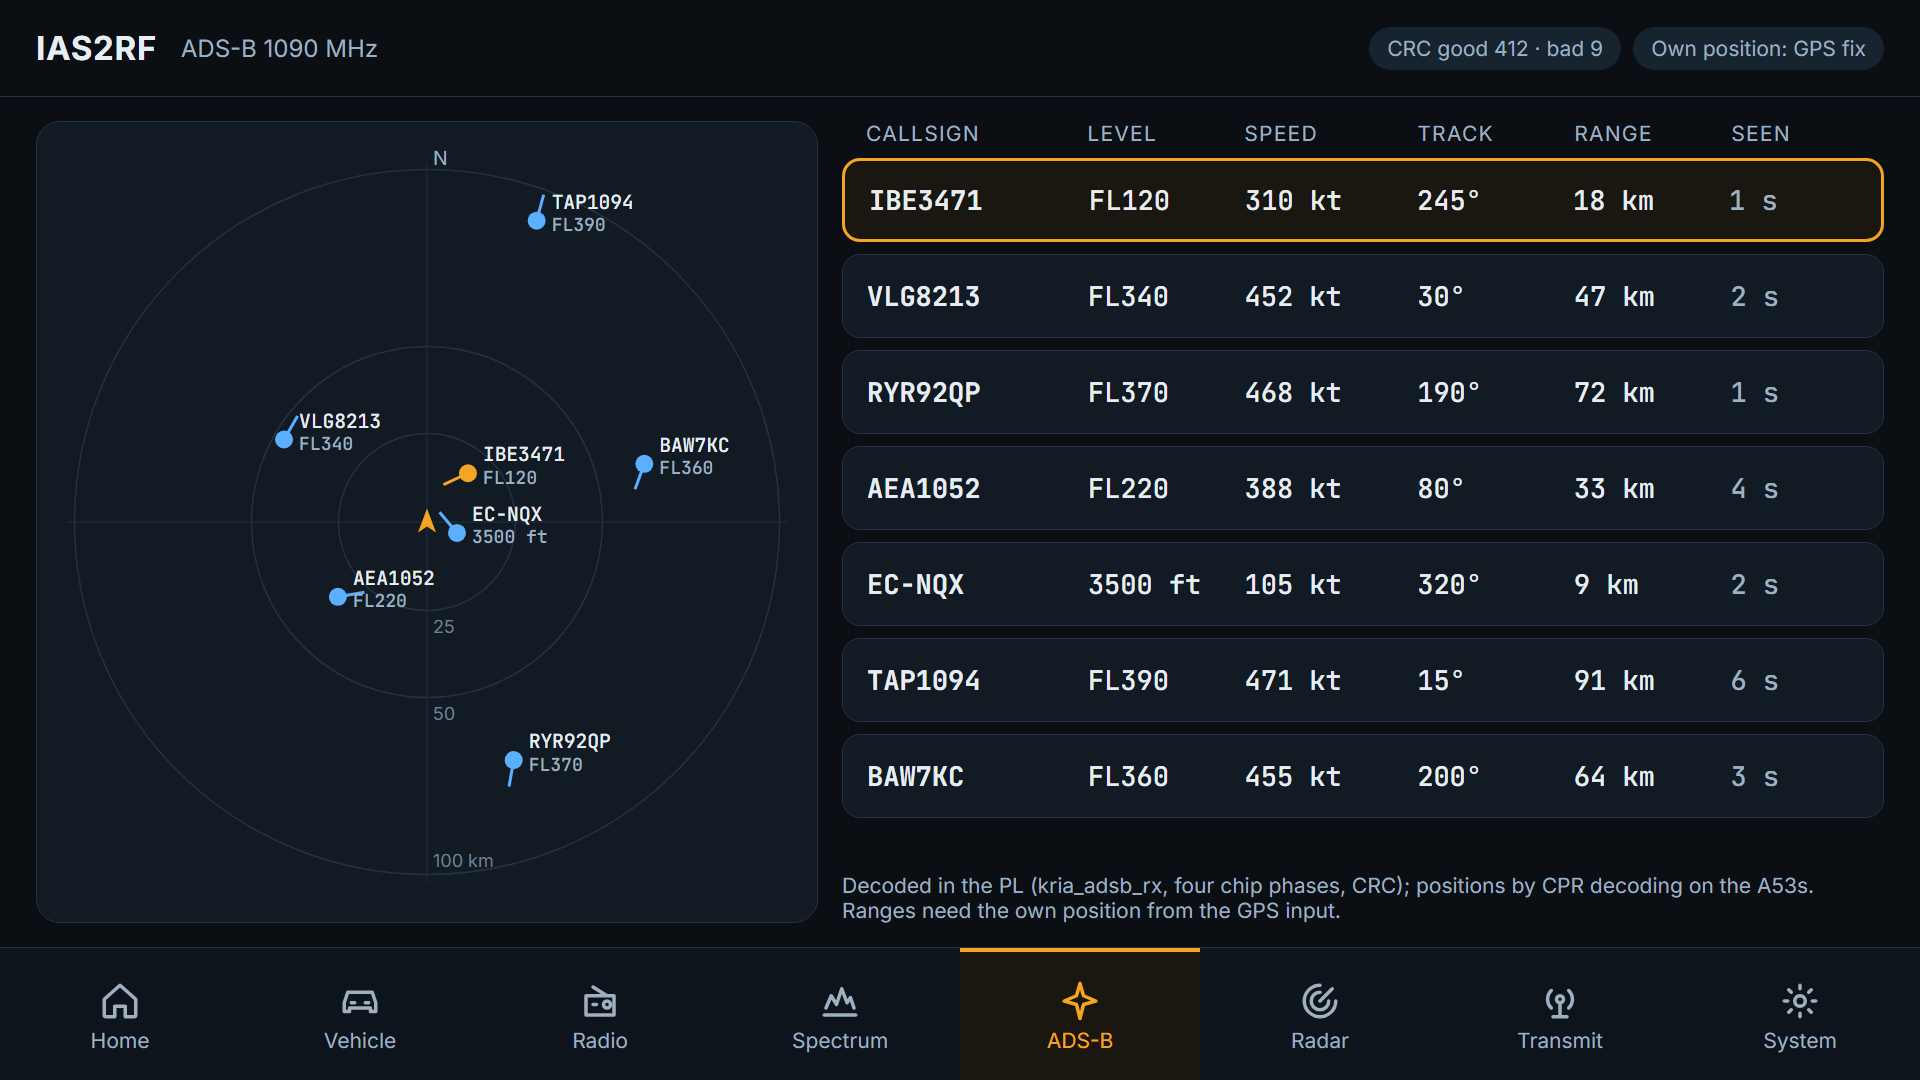 IAS2RF ADS-B 1090 MHz
CRC good 412 · bad 9
Own position: GPS fix
N
TAP1094
FL390
VLG8213
FL340
IBE3471
FL120
BAW7KC
FL360
EC-NQX
3500 ft
AEA1052
FL220
25
50
RYR92QP
FL370
100 km
CALLSIGN LEVEL SPEED TRACK RANGE SEEN
IBE3471 FL120 310 kt 245° 18 km 1 s
VLG8213 FL340 452 kt 30° 47 km 2 s
RYR92QP FL370 468 kt 190° 72 km 1 s
AEA1052 FL220 388 kt 80° 33 km 4 s
EC-NQX 3500 ft 105 kt 320° 9 km 2 s
TAP1094 FL390 471 kt 15° 91 km 6 s
BAW7KC FL360 455 kt 200° 64 km 3 s
Decoded in the PL (kria_adsb_rx, four chip phases, CRC); positions by CPR decoding on the A53s.
Ranges need the own position from the GPS input.
Home Vehicle Radio Spectrum ADS-B Radar Transmit System